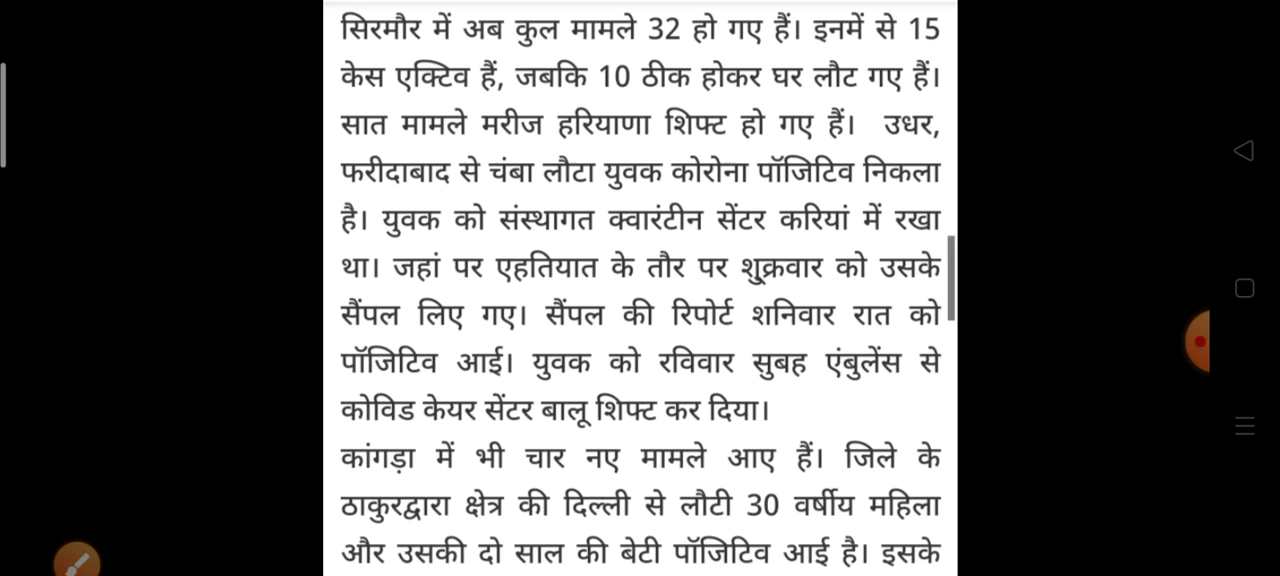 सिरमौर में अब कुल मामले 32 हो गए हैं। इनमें से 15
केस एक्टिव हैं, जबकि 10 ठीक होकर घर लौट गए हैं।
सात मामले मरीज हरियाणा शिफ्ट हो गए हैं। उधर,
फरीदाबाद से चंबा लौटा युवक कोरोना पॉजिटिव निकला
है। युवक को संस्थागत क्वारंटीन सेंटर करियां में रखा
था। जहां पर एहतियात के तौर पर शुक्रवार को उसके
सैंपल लिए गए। सैंपल की रिपोर्ट शनिवार रात को
पॉजिटिव आई। युवक को रविवार सुबह एंबुलेंस से
कोविड केयर सेंटर बालू शिफ्ट कर दिया।
कांगड़ा में भी चार नए मामले आए हैं। जिले के
ठाकुरद्वारा क्षेत्र की दिल्ली से लौटी 30 वर्षीय महिला
और उसकी दो साल की बेटी पॉजिटिव आई है। इसके